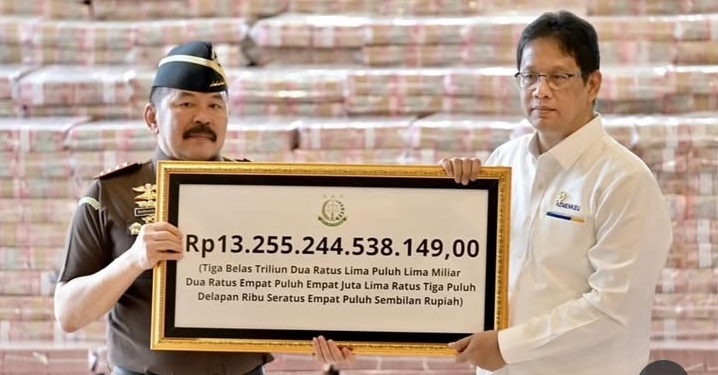 Rp13.255.244.538.149,00
(Tiga Belas Triliun Dua Ratus Lima Puluh Lima Miliar
Dua Ratus Empat Puluh Empat Juta Lima Ratus Tiga Puluh
Delapan Ribu Seratus Empat Puluh Sembilan Rupiah)
KEMENKEU